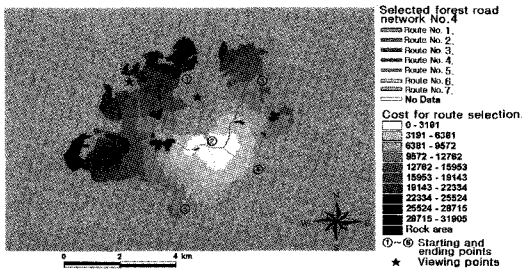 Selected forest road
network No.4
Route No. 1.
Route No. 2.
Route No. 3.
Route No. 4.
Route No. 5.
Route No. 6.
Route No. 7.
No Data
Cost for route selection.
0 - 3191
3191 - 6381
6381 - 9572
9572 - 12762
12762 - 15953
15953 - 19143
19143 - 22334
22334 - 25524
25524 - 28715
28715 - 31905
Rock area
①~⑥ Starting and
ending points
★ Viewing points
0 2 4 km